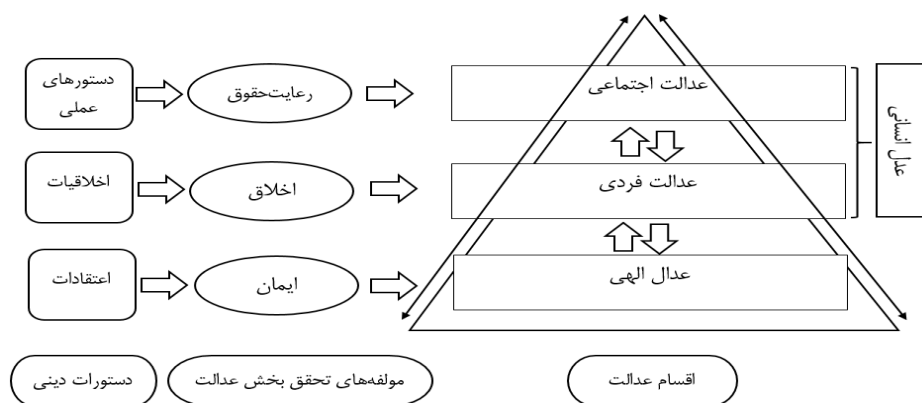 دستورهای
عملی
رعایت‌حقوق
عدالت اجتماعی
عدل انسانی
اخلاقیات
اخلاق
عدالت فردی
اعتقادات
ایمان
عدال الهی
دستورات دینی
مولفه‌های تحقق بخش عدالت
اقسام عدالت